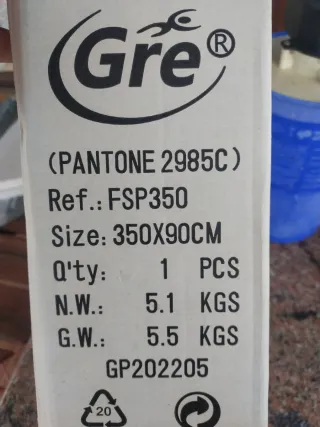 Gre®
(PANTONE 2985C)
Ref.: FSP350
Size: 350X90CM
Q'ty: 1 PCS
N.W.: 5.1 KGS
G.W.: 5.5 KGS
GP202205
20